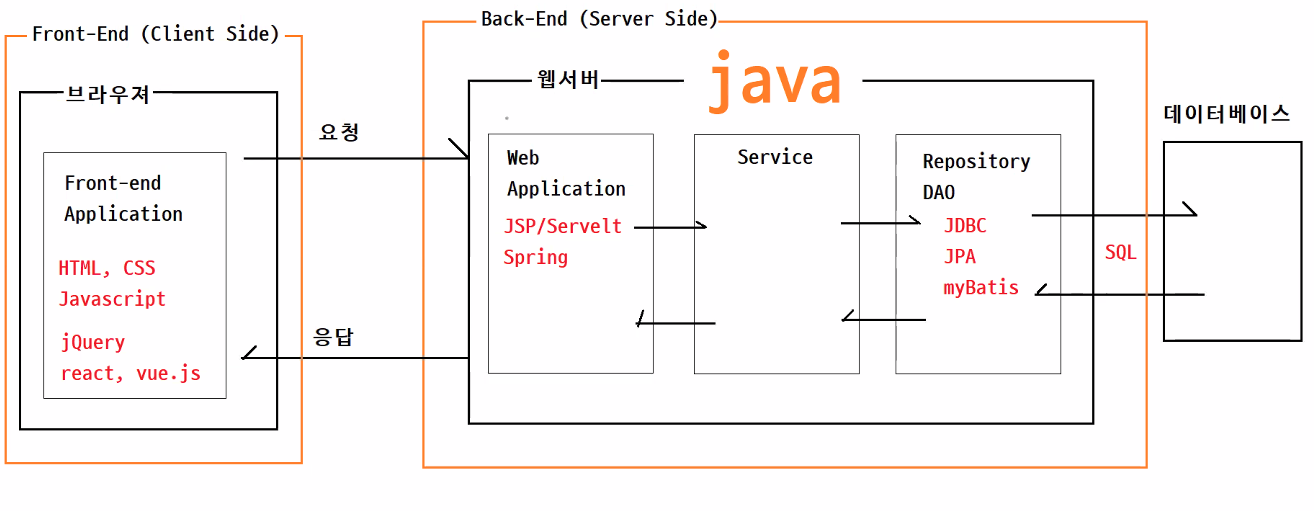 Front-End (Client Side)
브라우져
Front-end
Application
HTML, CSS
Javascript
jQuery
react, vue.js
요청
응답
Back-End (Server Side)
웹서버
java
Web
Application
JSP/Servelt
Spring
Service
Repository
DAO
JDBC
JPA
myBatis
SQL
데이터베이스